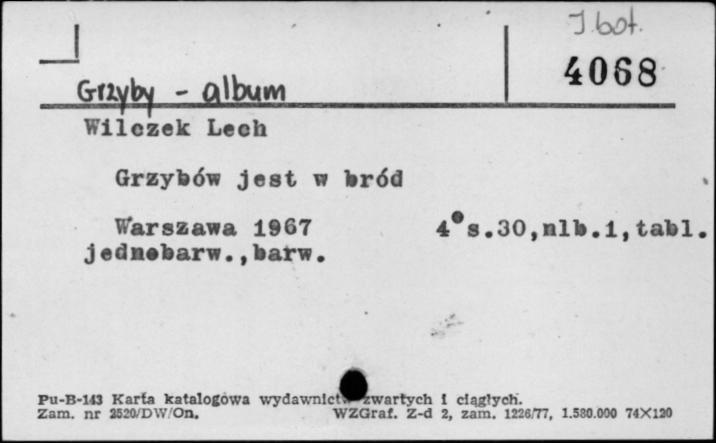 I. bot.
4068
Grzyby - album
Wilczek Lech
Grzybów jest w bród
Warszawa 1967 4° s.30,nlb.1,tabl.
jednobarw.,barw.
Pu-B-143 Karta katalogowa wydawnictw zwartych i ciągłych.
Zam. nr 2520/DW/On. WZGraf. Z-d 2, zam. 1226/77, 1.580.000 74×120